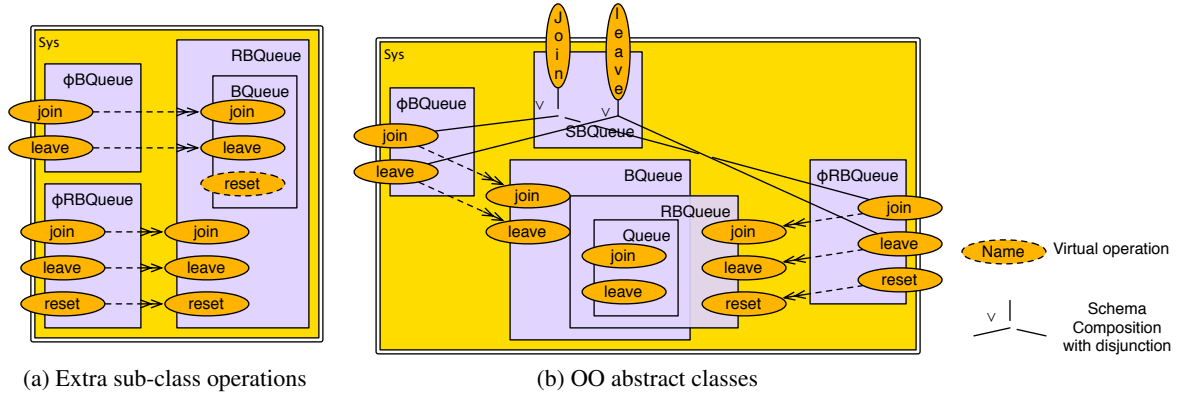 Sys
RBQueue
ϕBQueue
BQueue
join
join
leave
leave
reset
ϕRBQueue
join
join
leave
leave
reset
reset
(a) Extra sub-class operations
Join
leave
Sys
ϕBQueue
∨
∨
SBQueue
join
leave
BQueue
ϕRBQueue
join
leave
RBQueue
Queue
join
leave
join
leave
reset
join
leave
reset
(b) OO abstract classes
Name
Virtual operation
∨
Schema
Composition
with disjunction